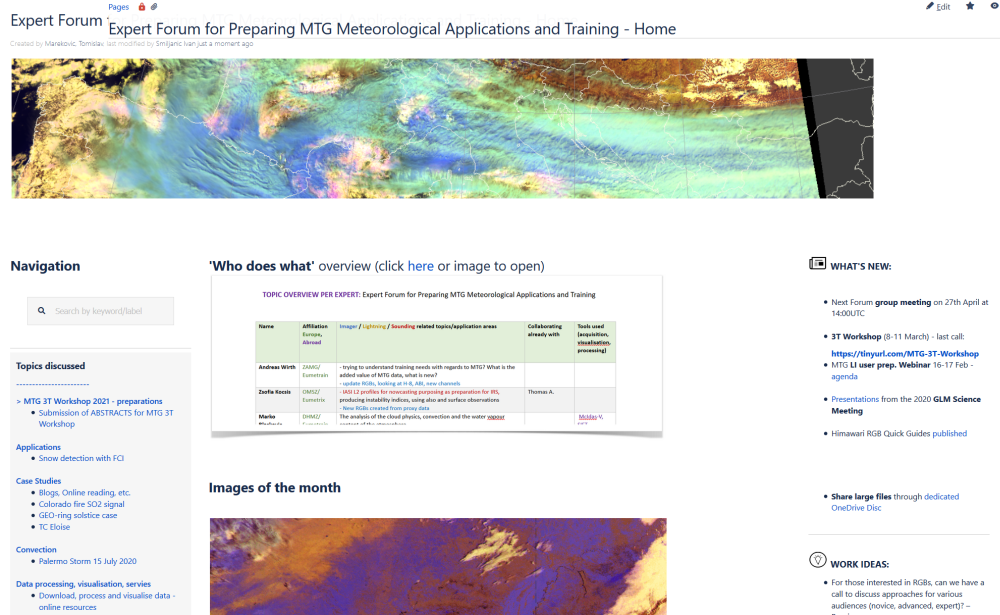 Pages
Edit
Expert Forum
Expert Forum for Preparing MTG Meteorological Applications and Training - Home
Created by Marekovic. Tomislav, last modified by Smiljanic Ivan just a moment ago
Navigation
Search by keyword/label
Topics discussed
------------------------
> MTG 3T Workshop 2021 - preparations
Submission of ABSTRACTS for MTG 3T
Workshop
Applications
Snow detection with FCI
Case Studies
Blogs, Online reading, etc.
Colorado fire SO2 signal
GEO-ring solstice case
TC Eloise
Convection
Palermo Storm 15 July 2020
Data processing, visualisation, servies
Download, process and visualise data -
online resources
'Who does what' overview (click here or image to open)
TOPIC OVERVIEW PER EXPERT: Expert Forum for Preparing MTG Meteorological Applications and Training
Name
Affiliation
Europe,
Abroad
Imager / Lightning / Sounding related topics/application areas
Collaborating
already with
Tools used
(acquisition,
visualisation,
processing)
Andreas Wirth
ZAMG/
Eumetrain
- trying to understand training needs with regards to MTG? What is the
added value of MTG data, what is new?
- update RGBs, looking at H-8, ABI, new channels
Zsofia Kocsis
OMSZ/
Eumetrix
- IASI L2 profiles for nowcasting purposing as preparation for IRS,
producing instability indices, using also and surface observations
- New RGBs created from proxy data
Thomas A.
Marko
DHMZ/
The analysis of the cloud physics, convection and the water vapour
content of the atmosphere
McIdas-V,
Images of the month
WHAT'S NEW:
Next Forum group meeting on 27th April at
14:00UTC
3T Workshop (8-11 March) - last call:
https://tinyurl.com/MTG-3T-Workshop
MTG LI user prep. Webinar 16-17 Feb -
agenda
Presentations from the 2020 GLM Science
Meeting
Himawari RGB Quick Guides published
Share large files through dedicated
OneDrive Disc
WORK IDEAS:
For those interested in RGBs, can we have a
call to discuss approaches for various
audiences (novice, advanced, expert)? –